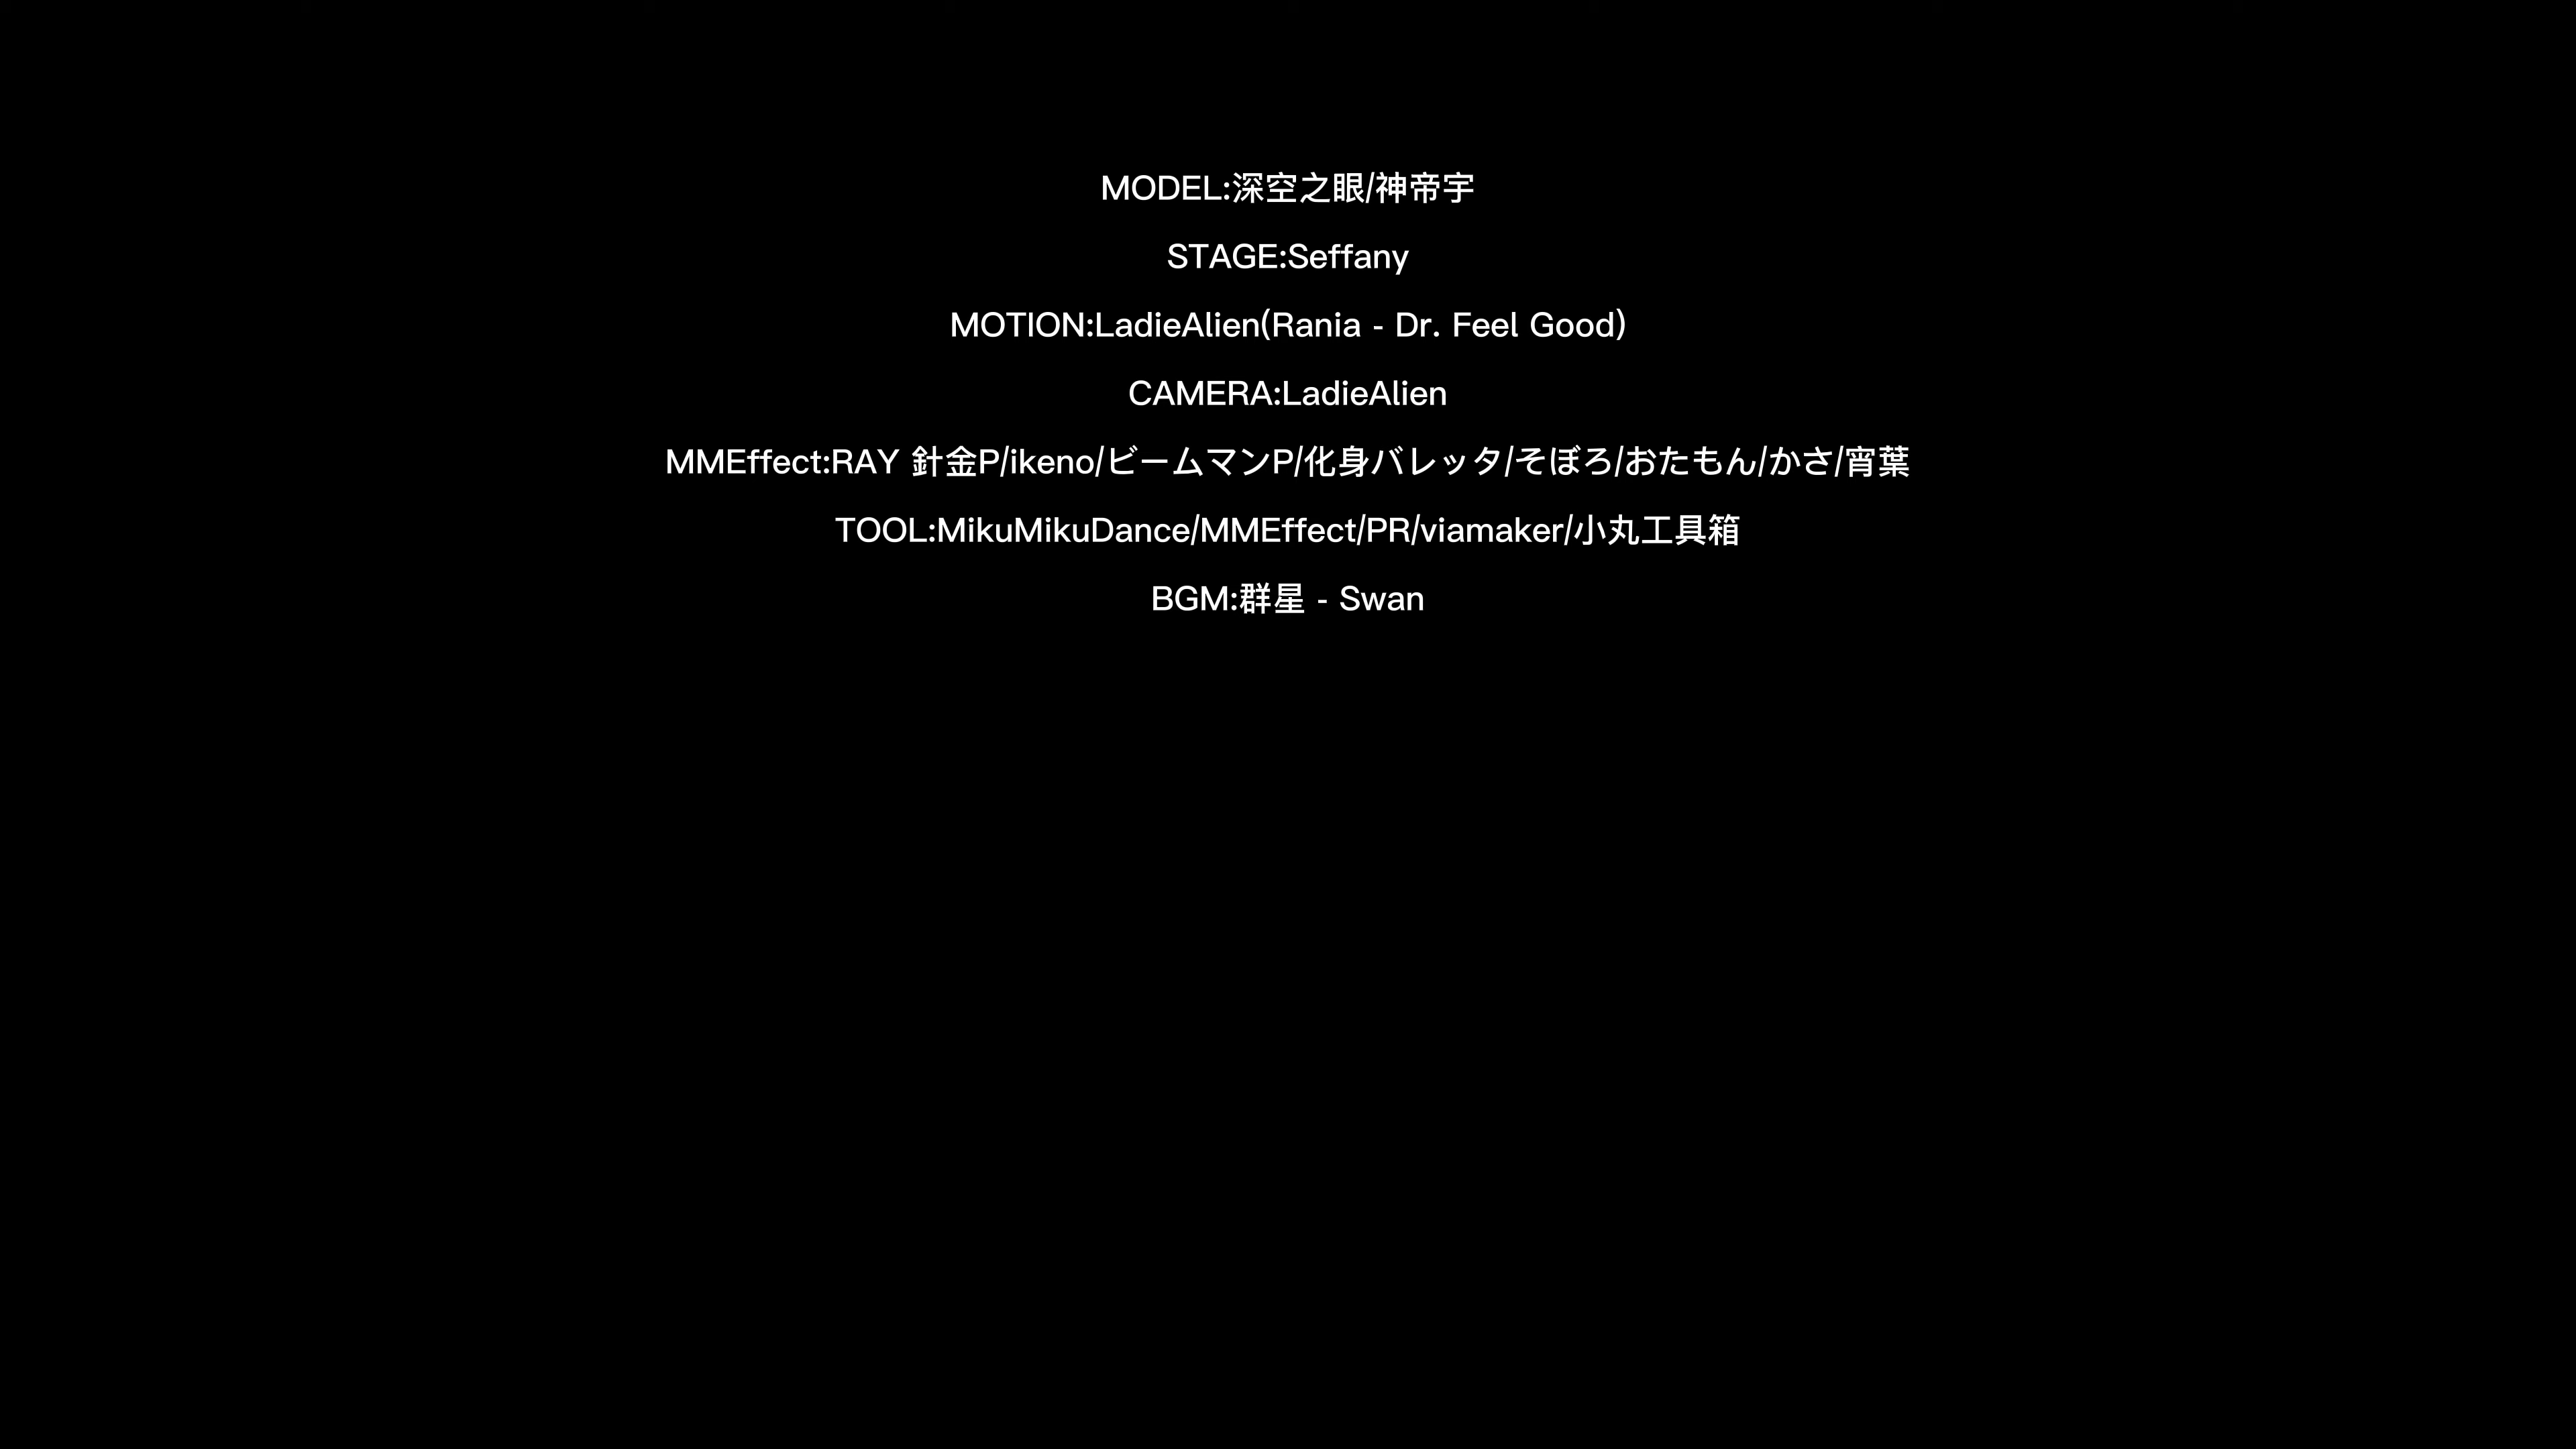 MODEL:深空之眼/神帝宇
STAGE:Seffany
MOTION:LadieAlien(Rania - Dr. Feel Good)
CAMERA:LadieAlien
MMEffect:RAY 針金P/ikeno/ビームマンP/化身バレッタ/そぼろ/おたもん/かさ/宵葉
TOOL:MikuMikuDance/MMEffect/PR/viamaker/小丸工具箱
BGM:群星 - Swan